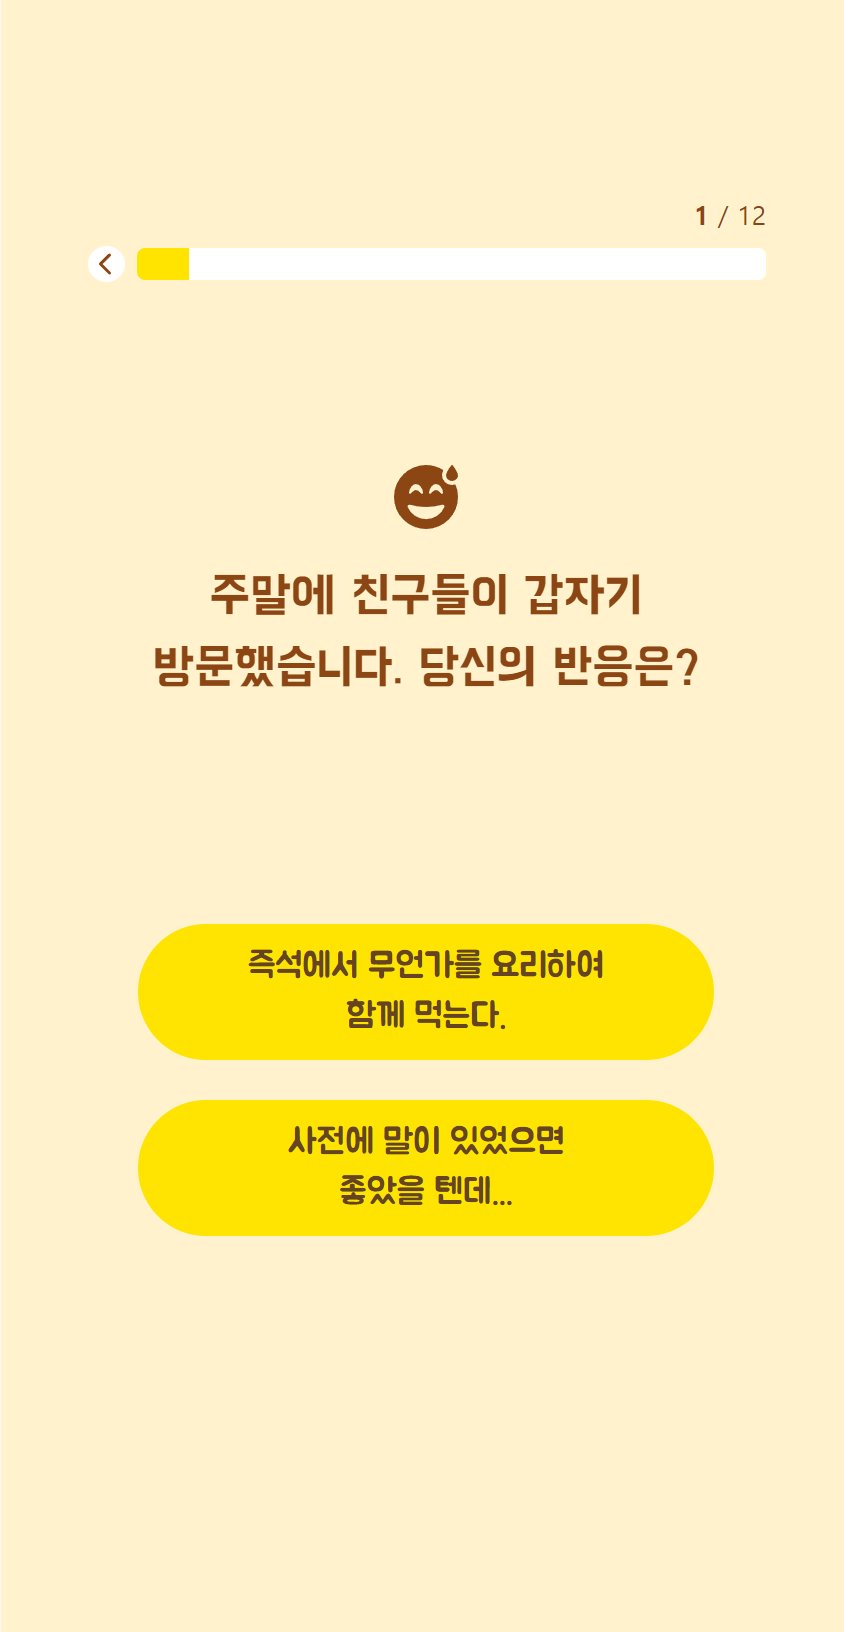 1 / 12
주말에 친구들이 갑자기
방문했습니다. 당신의 반응은?
즉석에서 무언가를 요리하여
함께 먹는다.
사전에 말이 있었으면
좋았을 텐데...